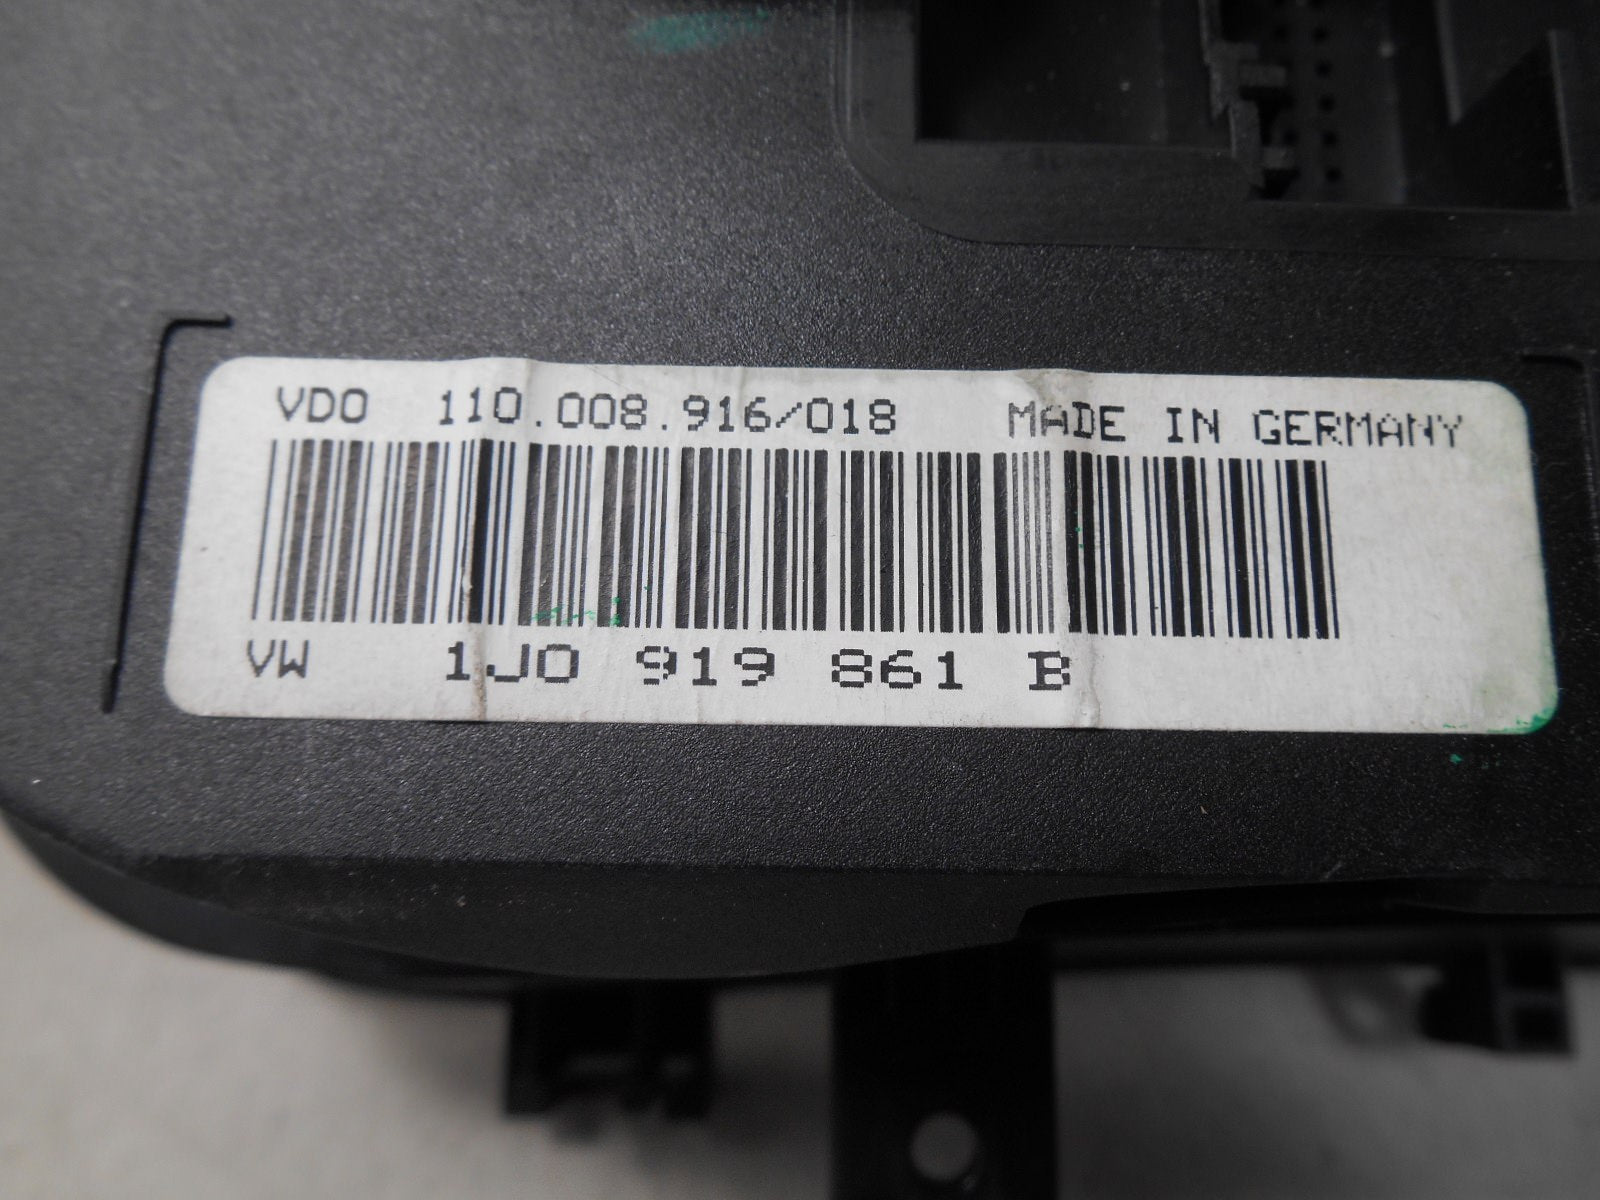 VDO 110.008.916/018 MADE IN GERMANY
VW 1J0 919 861 B